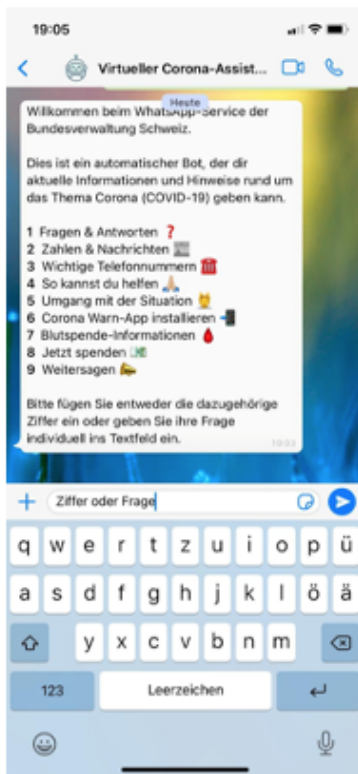 19:05
Virtueller Corona-Assist...
Heute
Willkommen beim WhatsApp-Service der
Bundesverwaltung Schweiz.
Dies ist ein automatischer Bot, der dir
aktuelle Informationen und Hinweise rund um
das Thema Corona (COVID-19) geben kann.
1 Fragen & Antworten ❓
2 Zahlen & Nachrichten 📰
3 Wichtige Telefonnummern ☎️
4 So kannst du helfen 🙏🏼
5 Umgang mit der Situation
6 Corona Warn-App installieren 📲
7 Blutspende-Informationen 🩸
8 Jetzt spenden 💶
9 Weitersagen
Bitte fügen Sie entweder die dazugehörige
Ziffer ein oder geben Sie ihre Frage
individuell ins Textfeld ein.
19:03
Ziffer oder Frage
q w e r t z u i o p ü
a s d f g h j k l ö ä
y x c v b n m
123 Leerzeichen